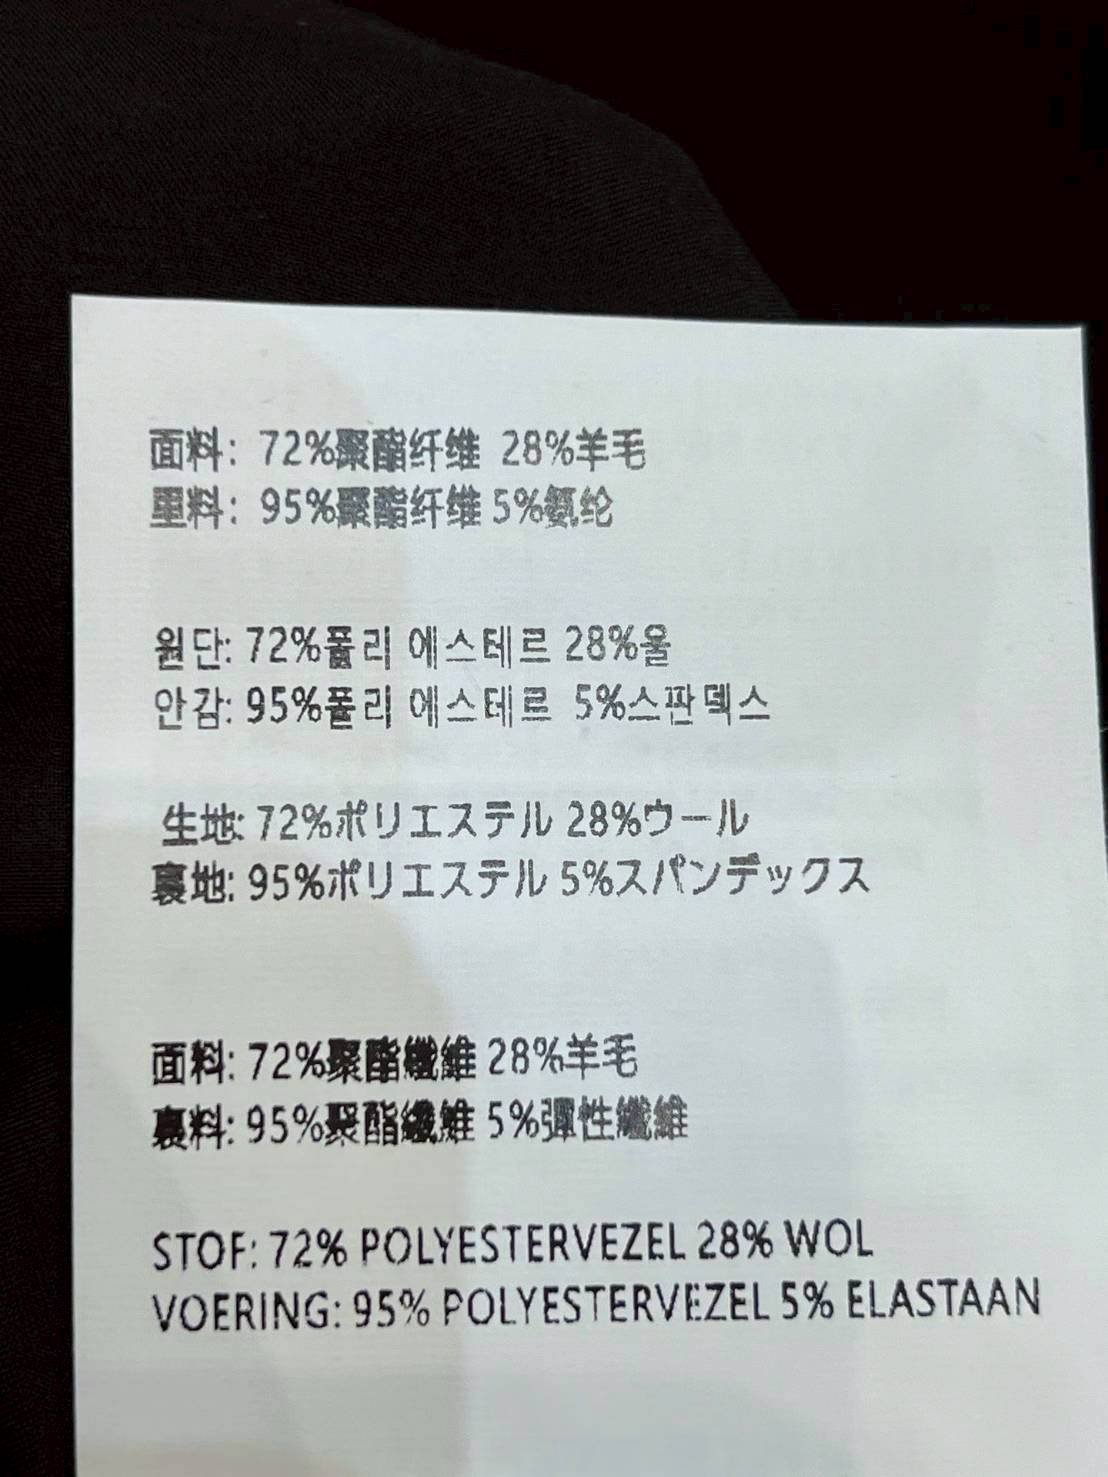 面料: 72%聚酯纤维 28%羊毛
里料: 95%聚酯纤维 5%氨纶
원단: 72%폴리 에스테르 28%울
안감: 95%폴리 에스테르 5%스판덱스
生地: 72%ポリエステル 28%ウール
裏地: 95%ポリエステル 5%スパンデックス
面料: 72%聚酯纖維 28%羊毛
裏料: 95%聚酯纖維 5%彈性纖維
STOF: 72% POLYESTERVEZEL 28% WOL
VOERING: 95% POLYESTERVEZEL 5% ELASTAAN